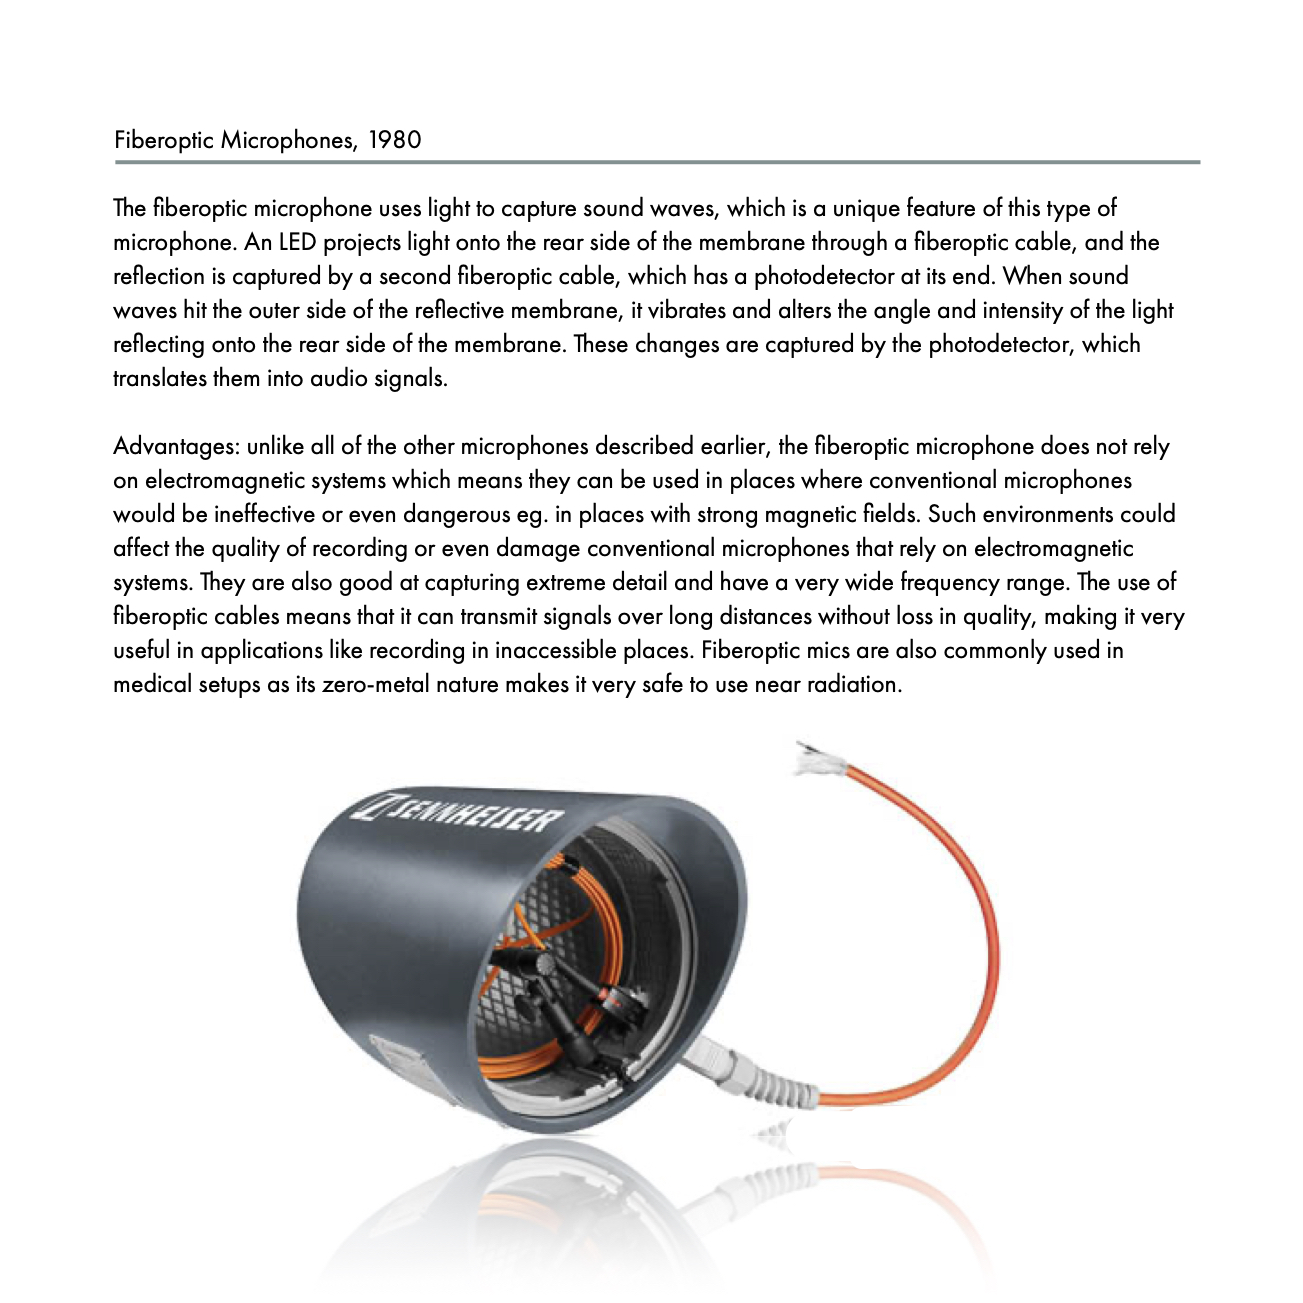 Fiberoptic Microphones, 1980
The fiberoptic microphone uses light to capture sound waves, which is a unique feature of this type of
microphone. An LED projects light onto the rear side of the membrane through a fiberoptic cable, and the
reflection is captured by a second fiberoptic cable, which has a photodetector at its end. When sound
waves hit the outer side of the reflective membrane, it vibrates and alters the angle and intensity of the light
reflecting onto the rear side of the membrane. These changes are captured by the photodetector, which
translates them into audio signals.
Advantages: unlike all of the other microphones described earlier, the fiberoptic microphone does not rely
on electromagnetic systems which means they can be used in places where conventional microphones
would be ineffective or even dangerous eg. in places with strong magnetic fields. Such environments could
affect the quality of recording or even damage conventional microphones that rely on electromagnetic
systems. They are also good at capturing extreme detail and have a very wide frequency range. The use of
fiberoptic cables means that it can transmit signals over long distances without loss in quality, making it very
useful in applications like recording in inaccessible places. Fiberoptic mics are also commonly used in
medical setups as its zero-metal nature makes it very safe to use near radiation.
SENNHEISER